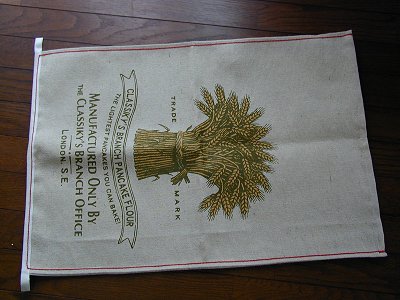 TRADE MARK
CLASSIKY'S BRANCH PANCAKE FLOUR
THE LIGHTEST PANCAKES YOU CAN BAKE!
MANUFACTURED ONLY BY
THE CLASSIKY'S BRANCH OFFICE
LONDON, S.E.